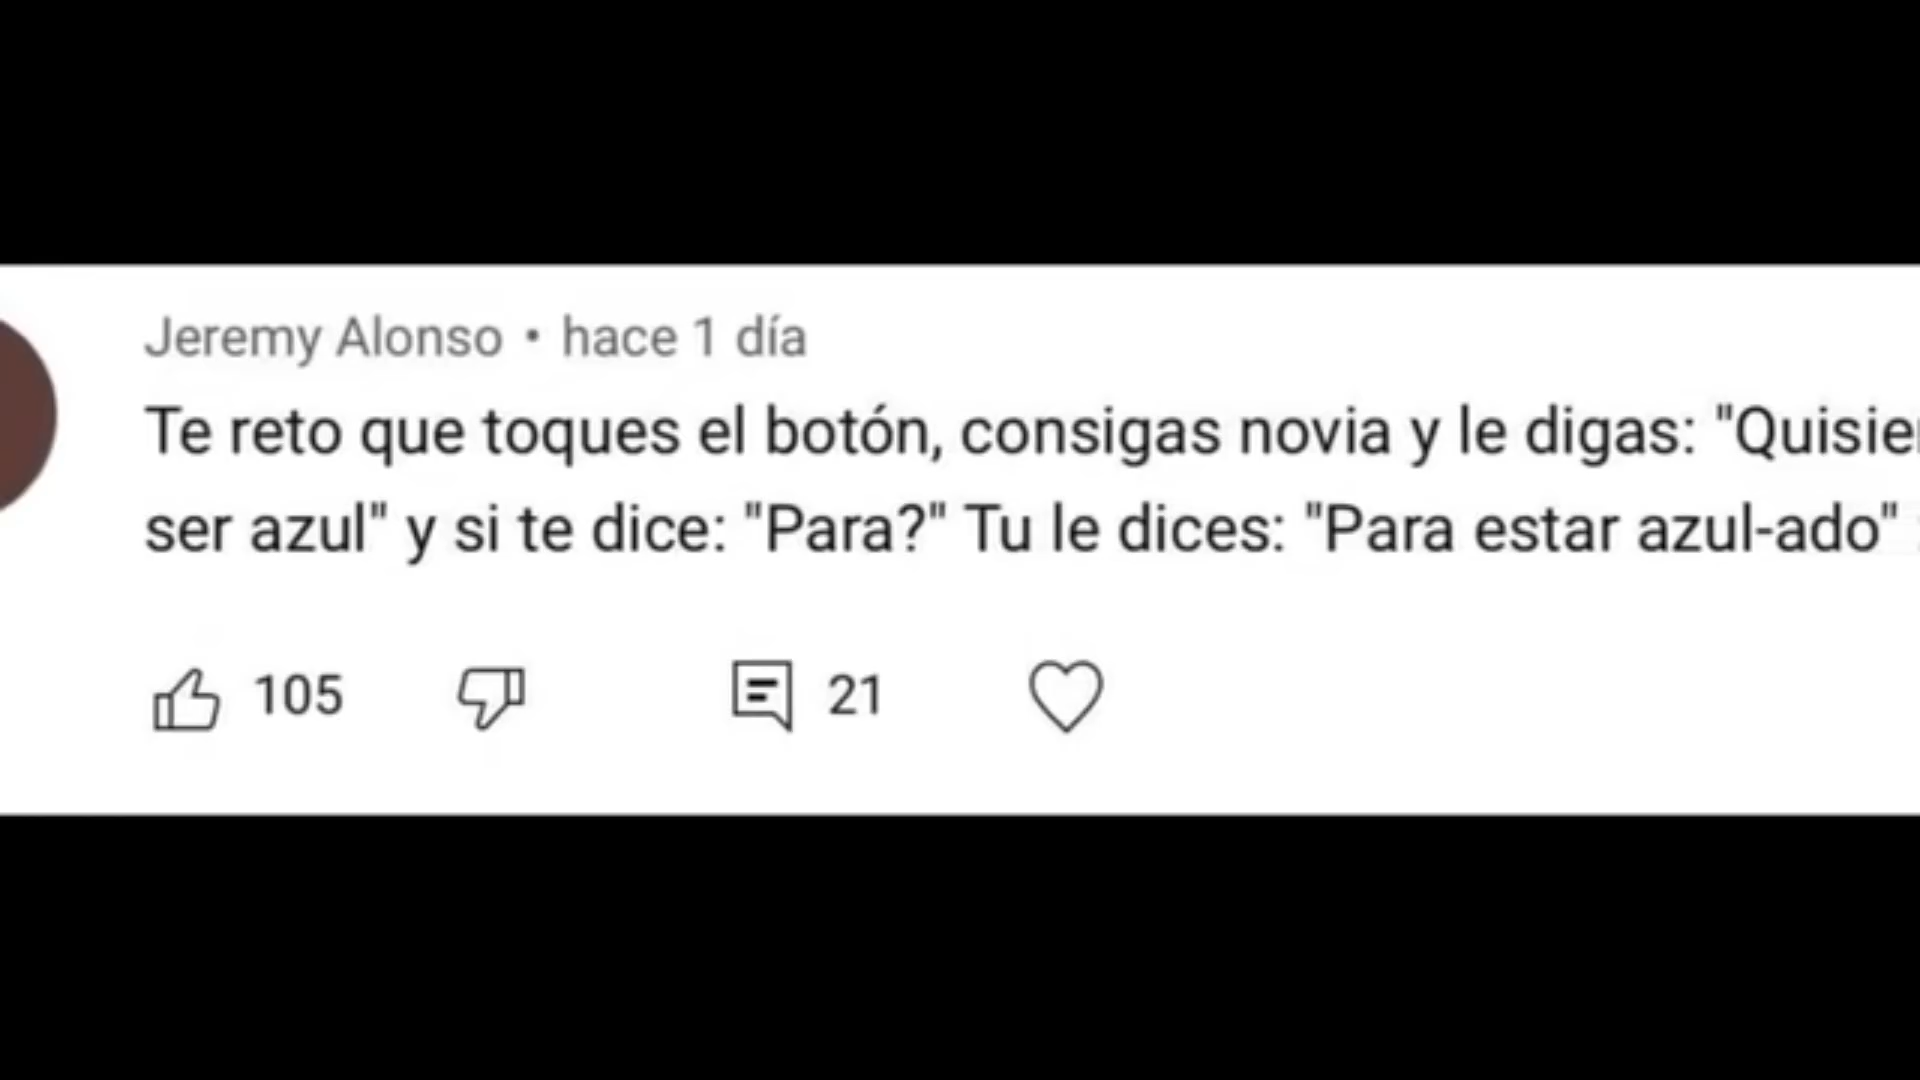 Jeremy Alonso • hace 1 día
Te reto que toques el botón, consigas novia y le digas: "Quisie
ser azul" y si te dice: "Para?" Tu le dices: "Para estar azul-ado"
105 21